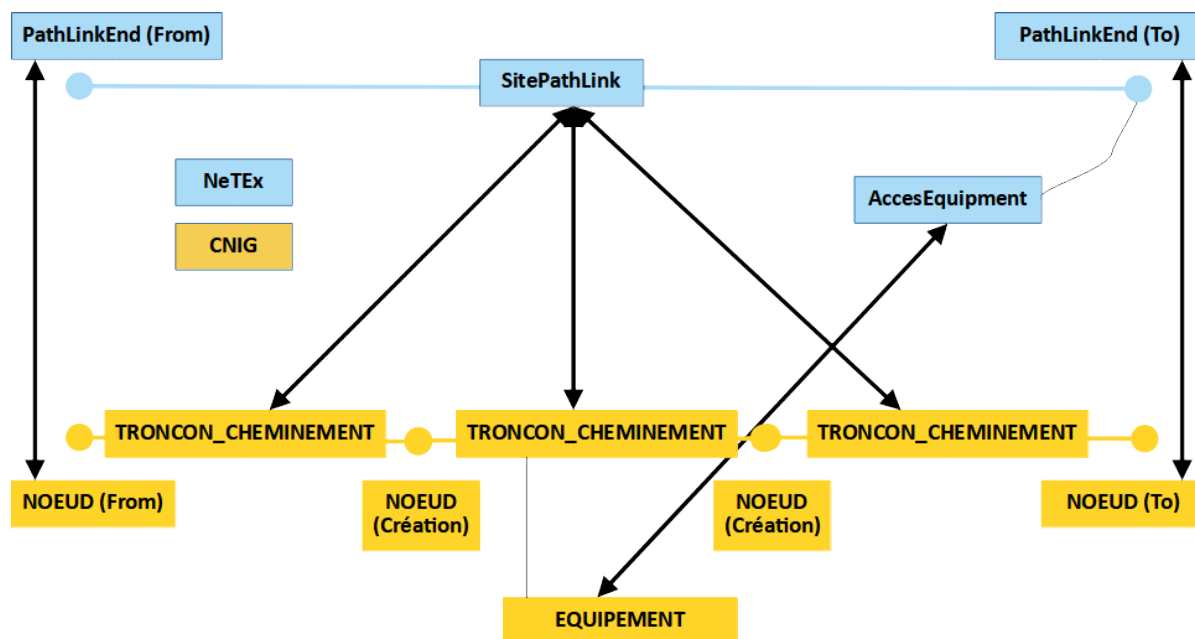 PathLinkEnd (From)
PathLinkEnd (To)
SitePathLink
NeTEx
AccesEquipment
CNIG
TRONCON_CHEMINEMENT
TRONCON_CHEMINEMENT
TRONCON_CHEMINEMENT
NOEUD (From)
NOEUD
(Création)
NOEUD
(Création)
NOEUD (To)
EQUIPEMENT